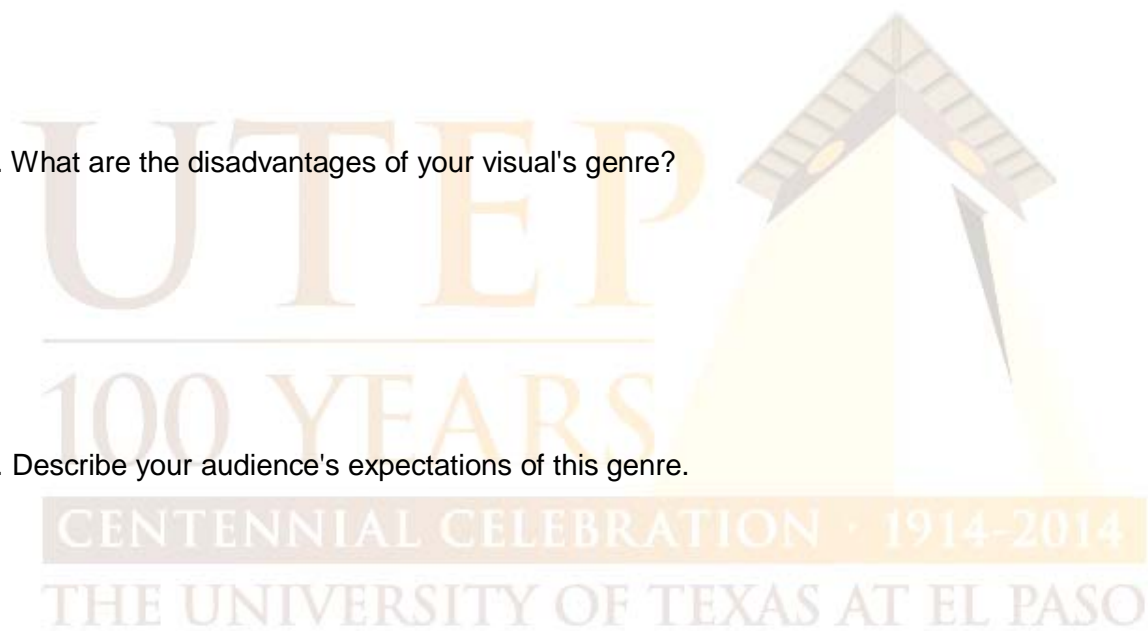 UTEP
. What are the disadvantages of your visual's genre?
100 YEARS
. Describe your audience's expectations of this genre.
CENTENNIAL CELEBRATION · 1914-2014
THE UNIVERSITY OF TEXAS AT EL PASO